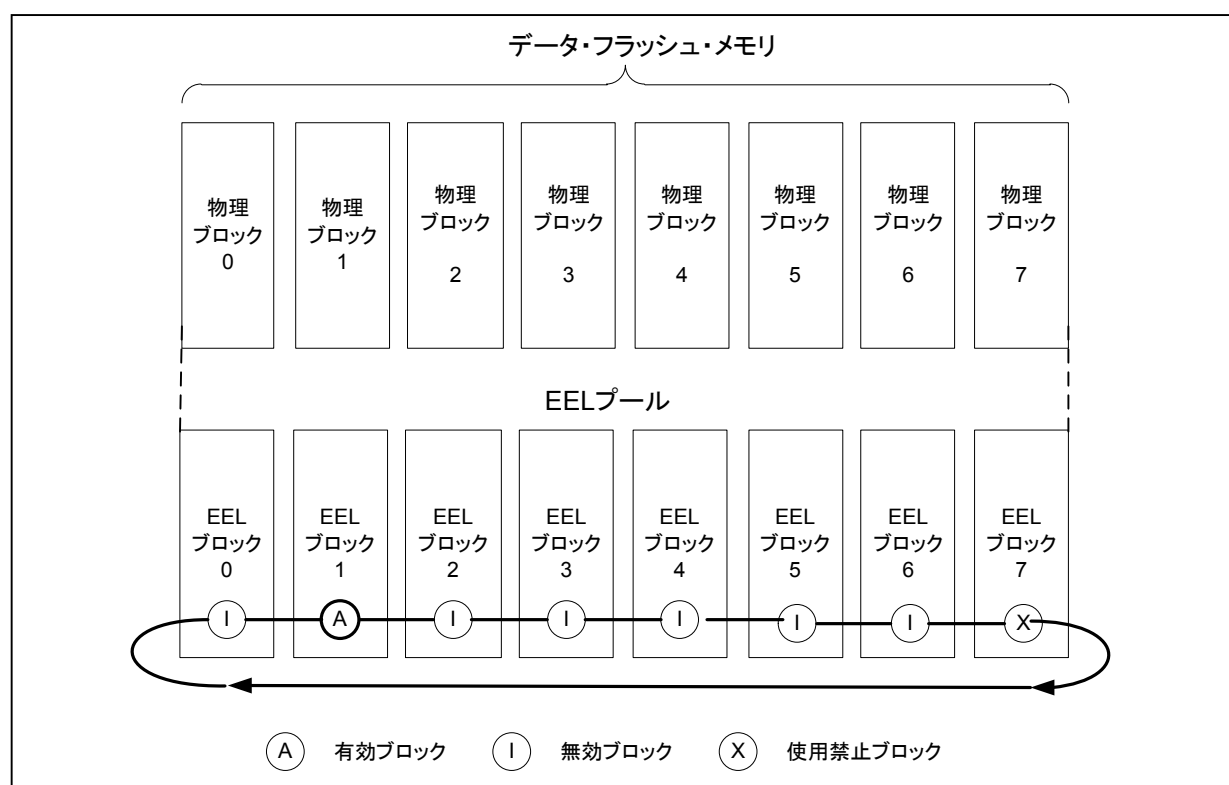 データ・フラッシュ・メモリ
物理
ブロック
0
物理
ブロック
1
物理
ブロック
2
物理
ブロック
3
物理
ブロック
4
物理
ブロック
5
物理
ブロック
6
物理
ブロック
7
EELプール
EEL
ブロック
0
EEL
ブロック
1
EEL
ブロック
2
EEL
ブロック
3
EEL
ブロック
4
EEL
ブロック
5
EEL
ブロック
6
EEL
ブロック
7
I
A
I
I
I
I
I
X
A 有効ブロック
I 無効ブロック
X 使用禁止ブロック